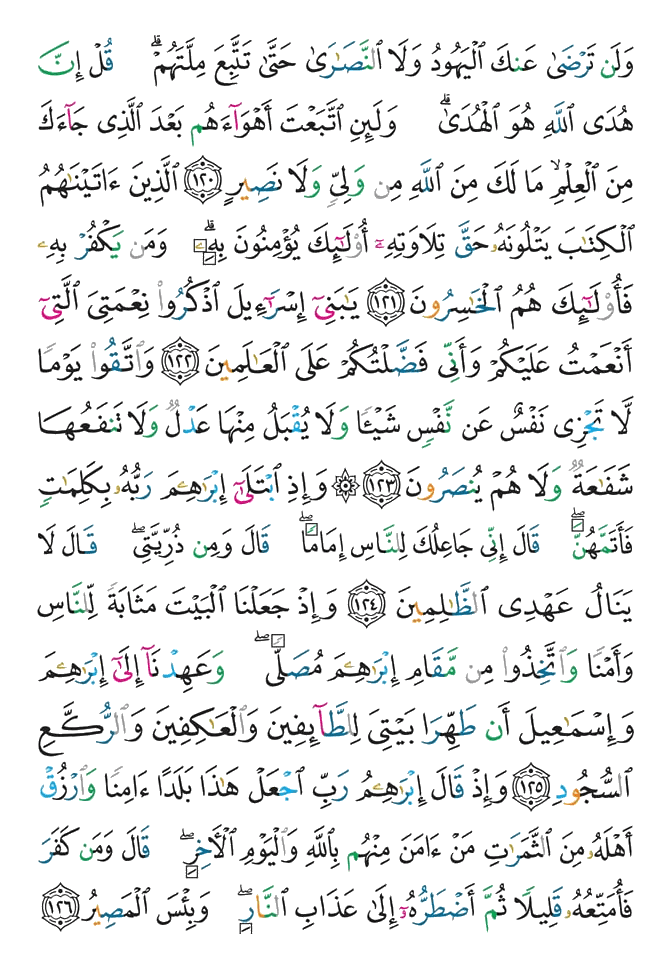 وَلَن تَرْضَىٰ عَنكَ ٱلْيَهُودُ وَلَا ٱلنَّصَٰرَىٰ حَتَّىٰ تَتَّبِعَ مِلَّتَهُمْ ۗ قُلْ إِنَّ
هُدَى ٱللَّهِ هُوَ ٱلْهُدَىٰ ۗ وَلَئِنِ ٱتَّبَعْتَ أَهْوَآءَهُم بَعْدَ ٱلَّذِى جَآءَكَ
مِنَ ٱلْعِلْمِ ۙ مَا لَكَ مِنَ ٱللَّهِ مِن وَلِىٍّ وَلَا نَصِيرٍ ١٢٠ ٱلَّذِينَ ءَاتَيْنَٰهُمُ
ٱلْكِتَٰبَ يَتْلُونَهُۥ حَقَّ تِلَاوَتِهِۦٓ أُو۟لَٰٓئِكَ يُؤْمِنُونَ بِهِۦ ۗ وَمَن يَكْفُرْ بِهِۦ
فَأُو۟لَٰٓئِكَ هُمُ ٱلْخَٰسِرُونَ ١٢١ يَٰبَنِىٓ إِسْرَٰٓءِيلَ ٱذْكُرُوا۟ نِعْمَتِىَ ٱلَّتِىٓ
أَنْعَمْتُ عَلَيْكُمْ وَأَنِّى فَضَّلْتُكُمْ عَلَى ٱلْعَٰلَمِينَ ١٢٢ وَٱتَّقُوا۟ يَوْمًا
لَّا تَجْزِى نَفْسٌ عَن نَّفْسٍ شَيْـًٔا وَلَا يُقْبَلُ مِنْهَا عَدْلٌ وَلَا تَنفَعُهَا
شَفَٰعَةٌ وَلَا هُمْ يُنصَرُونَ ١٢٣ ۞ وَإِذِ ٱبْتَلَىٰٓ إِبْرَٰهِـۧمَ رَبُّهُۥ بِكَلِمَٰتٍ
فَأَتَمَّهُنَّ ۖ قَالَ إِنِّى جَاعِلُكَ لِلنَّاسِ إِمَامًا ۖ قَالَ وَمِن ذُرِّيَّتِى ۖ قَالَ لَا
يَنَالُ عَهْدِى ٱلظَّٰلِمِينَ ١٢٤ وَإِذْ جَعَلْنَا ٱلْبَيْتَ مَثَابَةً لِّلنَّاسِ
وَأَمْنًا وَٱتَّخِذُوا۟ مِن مَّقَامِ إِبْرَٰهِـۧمَ مُصَلًّى ۖ وَعَهِدْنَآ إِلَىٰٓ إِبْرَٰهِـۧمَ
وَإِسْمَٰعِيلَ أَن طَهِّرَا بَيْتِىَ لِلطَّآئِفِينَ وَٱلْعَٰكِفِينَ وَٱلرُّكَّعِ
ٱلسُّجُودِ ١٢٥ وَإِذْ قَالَ إِبْرَٰهِـۧمُ رَبِّ ٱجْعَلْ هَٰذَا بَلَدًا ءَامِنًا وَٱرْزُقْ
أَهْلَهُۥ مِنَ ٱلثَّمَرَٰتِ مَنْ ءَامَنَ مِنْهُم بِٱللَّهِ وَٱلْيَوْمِ ٱلْـَٔاخِرِ ۖ قَالَ وَمَن كَفَرَ
فَأُمَتِّعُهُۥ قَلِيلًا ثُمَّ أَضْطَرُّهُۥٓ إِلَىٰ عَذَابِ ٱلنَّارِ ۖ وَبِئْسَ ٱلْمَصِيرُ ١٢٦